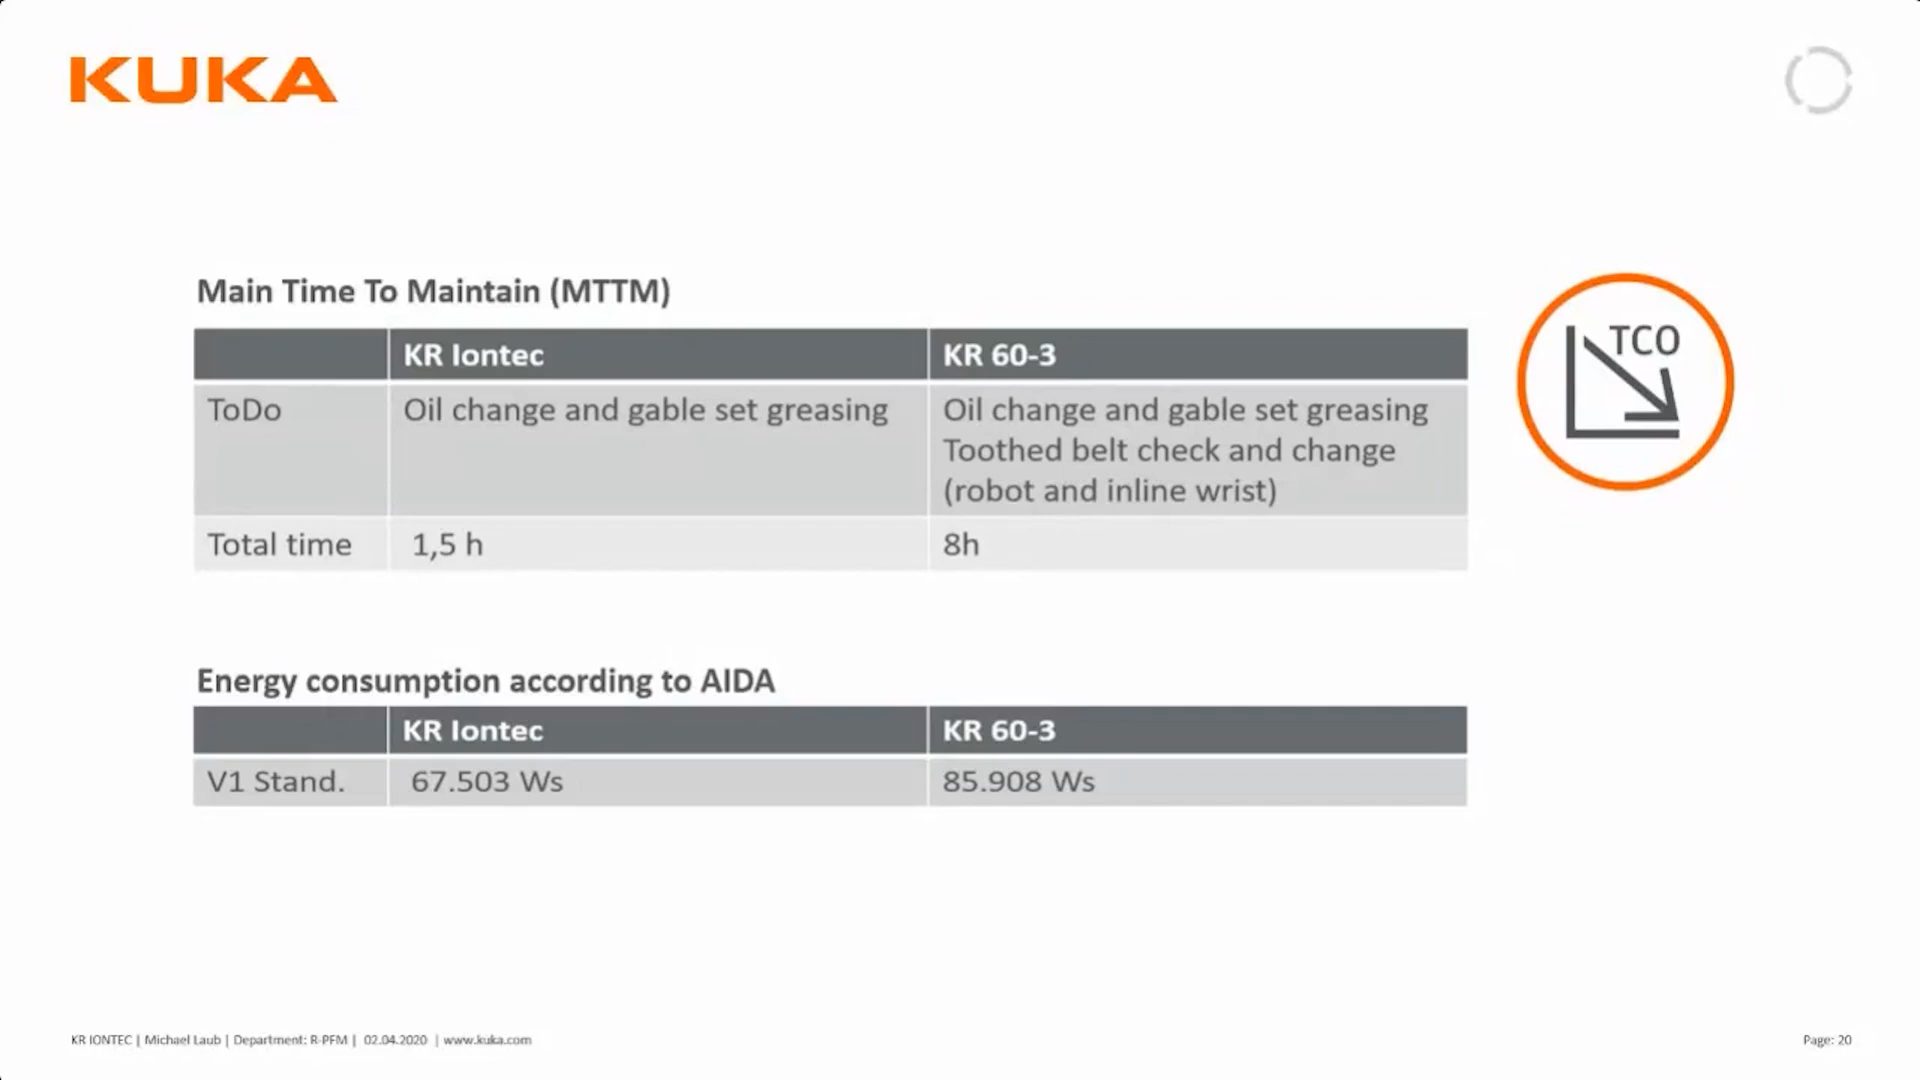 KUKA
Main Time To Maintain (MTTM)
KR Iontec KR 60-3
ToDo Oil change and gable set greasing Oil change and gable set greasing
Toothed belt check and change
(robot and inline wrist)
Total time 1,5 h 8h
TCO
Energy consumption according to AIDA
KR Iontec KR 60-3
V1 Stand. 67.503 Ws 85.908 Ws
KR IONTEC | Michael Laub | Department: R-PFM | 02.04.2020 | www.kuka.com Page: 20